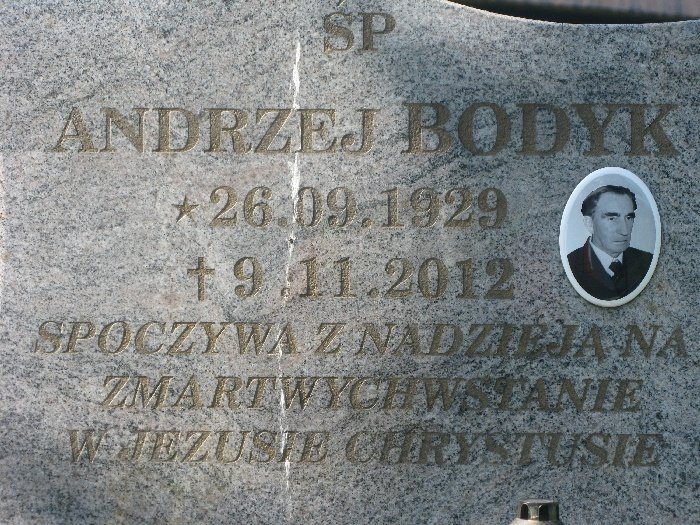 ŚP
ANDRZEJ BODYK
★26.09.1929
†9.11.2012
SPOCZYWA Z NADZIEJĄ NA
ZMARTWYCHWSTANIE
W JEZUSIE CHRYSTUSIE